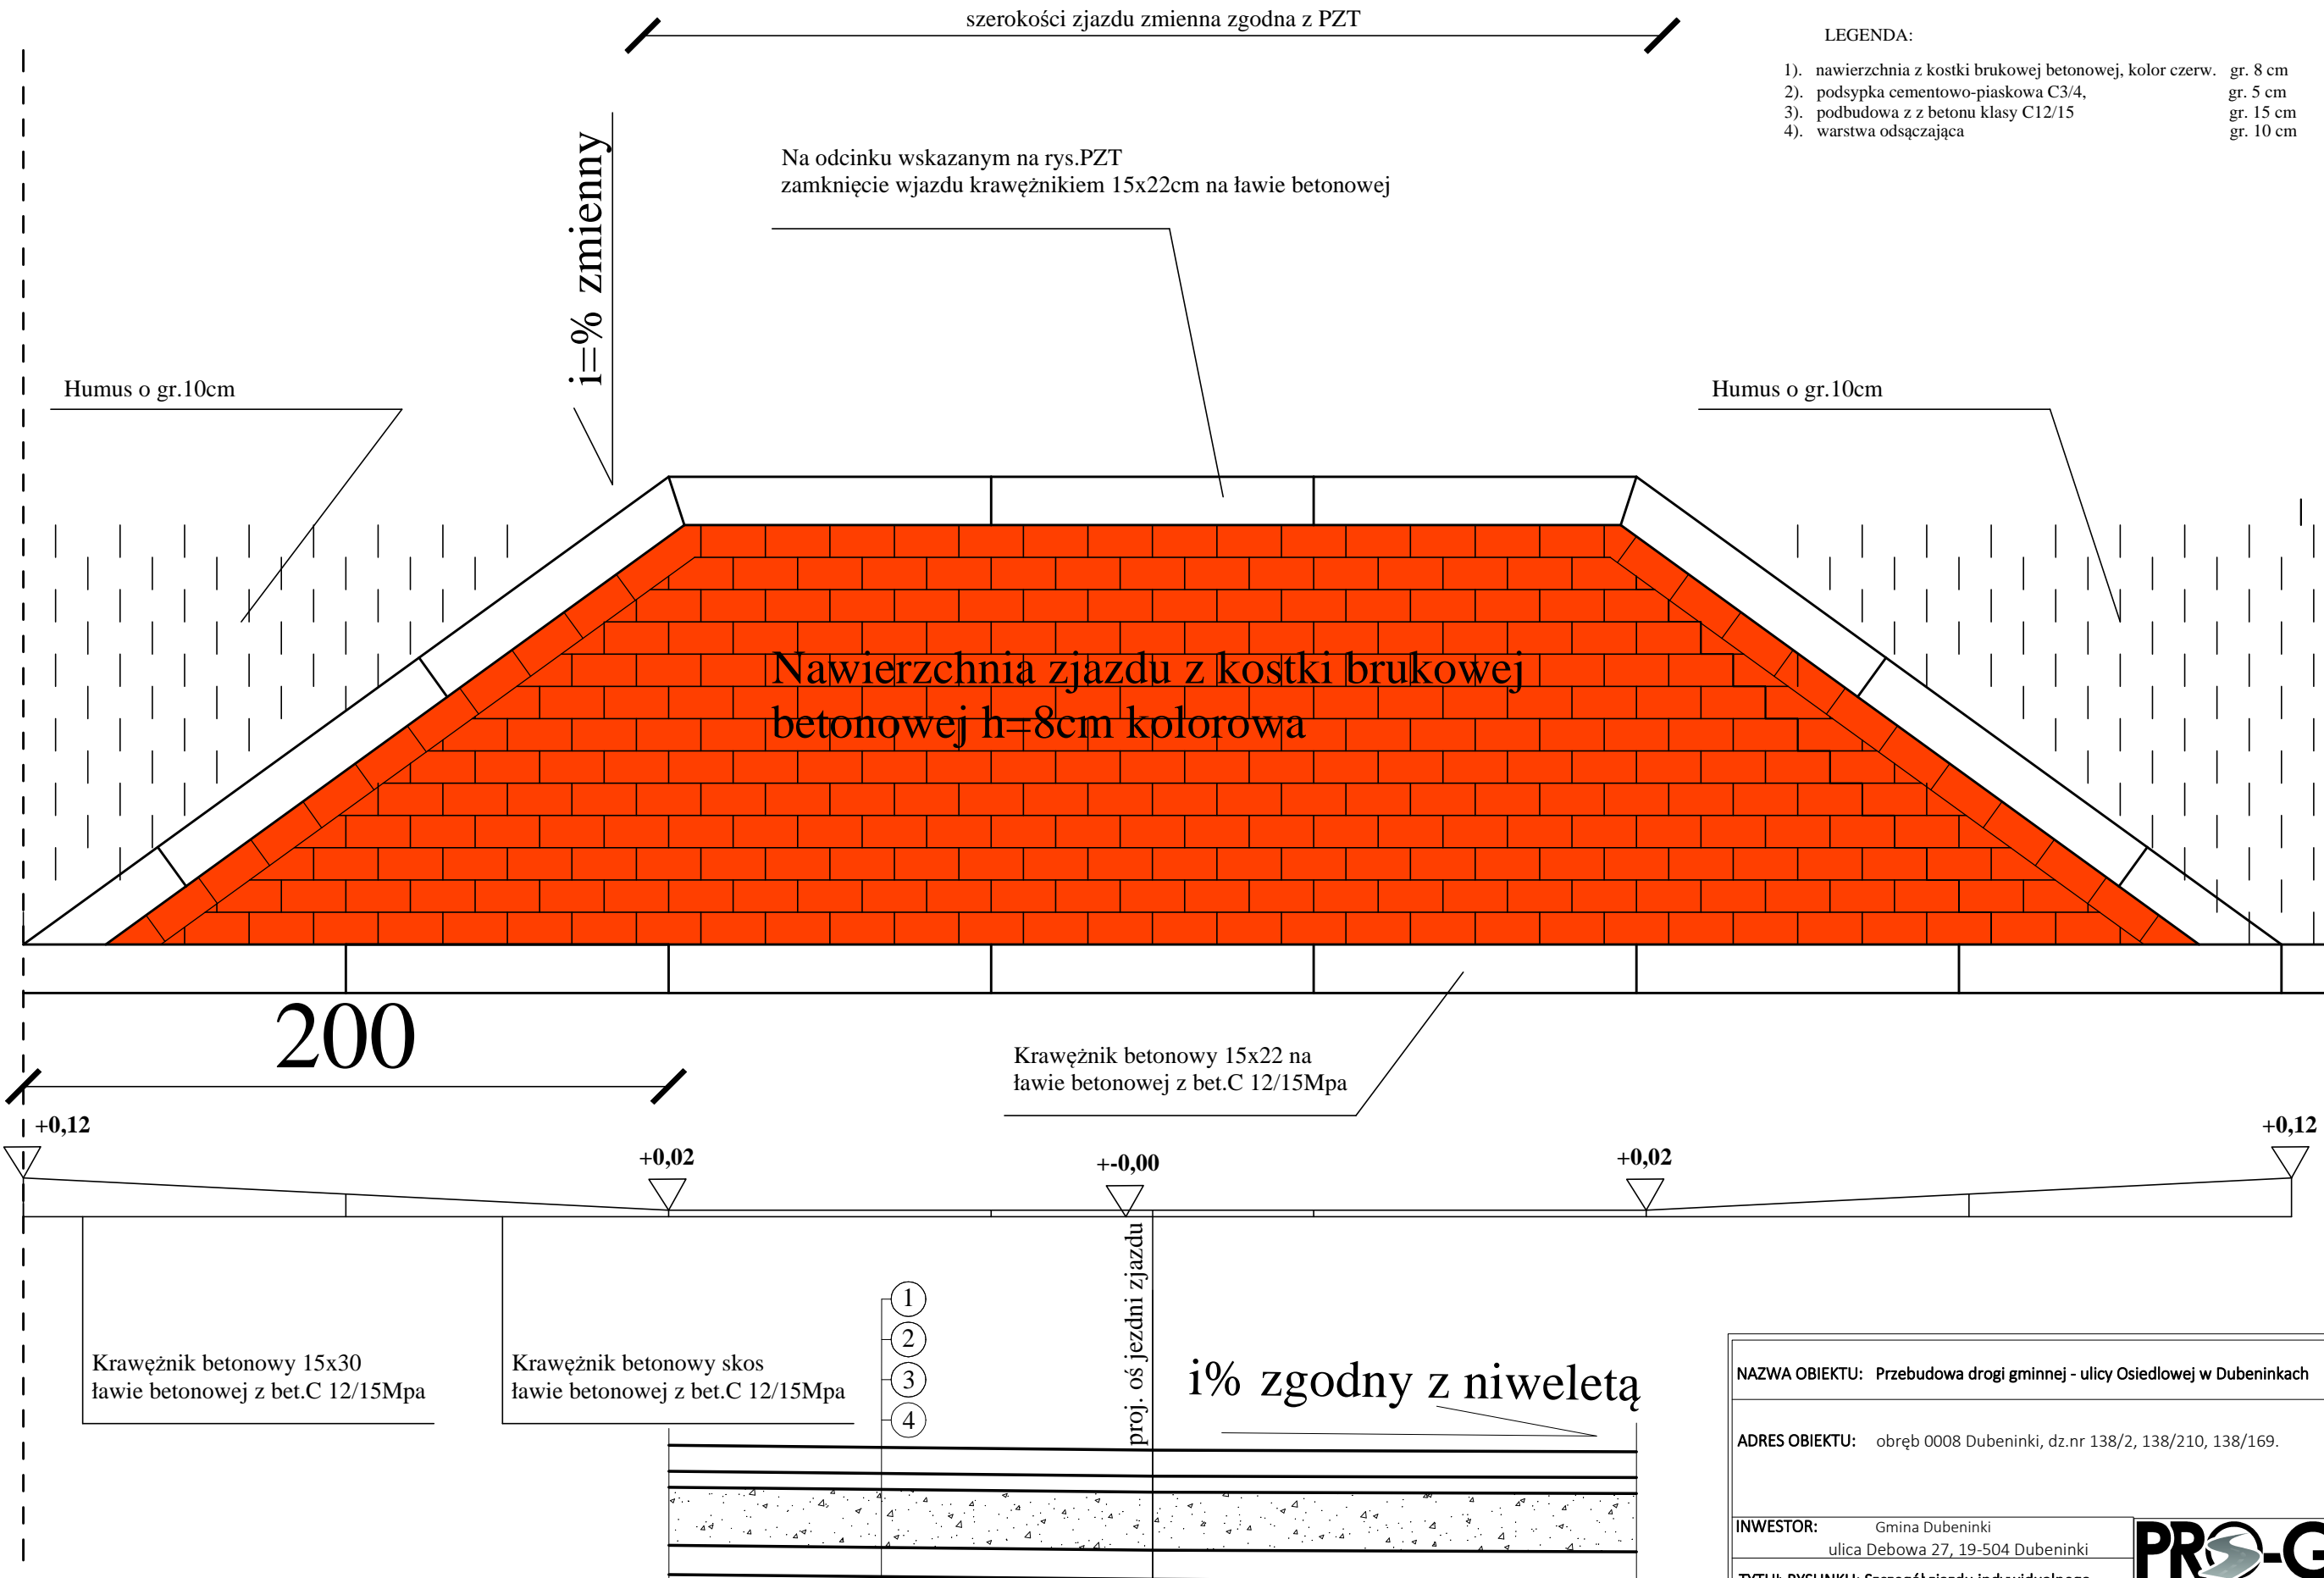 szerokości zjazdu zmienna zgodna z PZT
LEGENDA:
1). nawierzchnia z kostki brukowej betonowej, kolor czerw. gr. 8 cm
2). podsypka cementowo-piaskowa C3/4, gr. 5 cm
3). podbudowa z z betonu klasy C12/15 gr. 15 cm
4). warstwa odsączająca gr. 10 cm
i=% zmienny
Na odcinku wskazanym na rys.PZT
zamknięcie wjazdu krawężnikiem 15x22cm na ławie betonowej
Humus o gr.10cm
Humus o gr.10cm
Nawierzchnia zjazdu z kostki brukowej
betonowej h=8cm kolorowa
200
Krawężnik betonowy 15x22 na
ławie betonowej z bet.C 12/15Mpa
+0,12
+0,02
+-0,00
+0,02
+0,12
proj. oś jezdni zjazdu
1
2
3
4
Krawężnik betonowy 15x30
ławie betonowej z bet.C 12/15Mpa
Krawężnik betonowy skos
ławie betonowej z bet.C 12/15Mpa
i% zgodny z niweletą
NAZWA OBIEKTU: Przebudowa drogi gminnej - ulicy Osiedlowej w Dubeninkach
ADRES OBIEKTU: obręb 0008 Dubeninki, dz.nr 138/2, 138/210, 138/169.
INWESTOR: Gmina Dubeninki
ulica Debowa 27, 19-504 Dubeninki
PRO-G
TYTUŁ RYSUNKU: Szczegół zjazdu indywidualnego